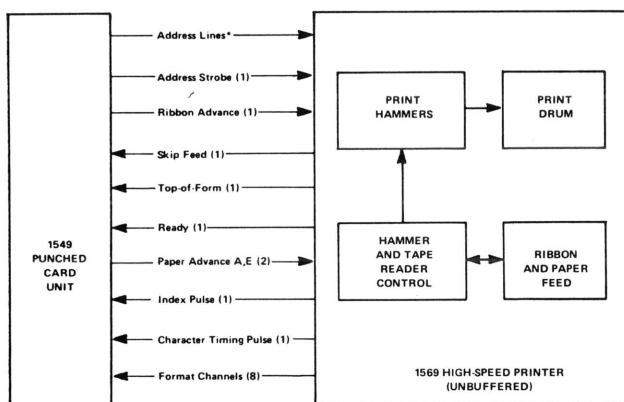 Address Lines*
Address Strobe (1)
Ribbon Advance (1)
Skip Feed (1)
Top-of-Form (1)
Ready (1)
Paper Advance A,E (2)
Index Pulse (1)
Character Timing Pulse (1)
Format Channels (8)
1549
PUNCHED
CARD
UNIT
PRINT
HAMMERS
PRINT
DRUM
HAMMER
AND TAPE
READER
CONTROL
RIBBON
AND PAPER
FEED
1569 HIGH-SPEED PRINTER
(UNBUFFERED)